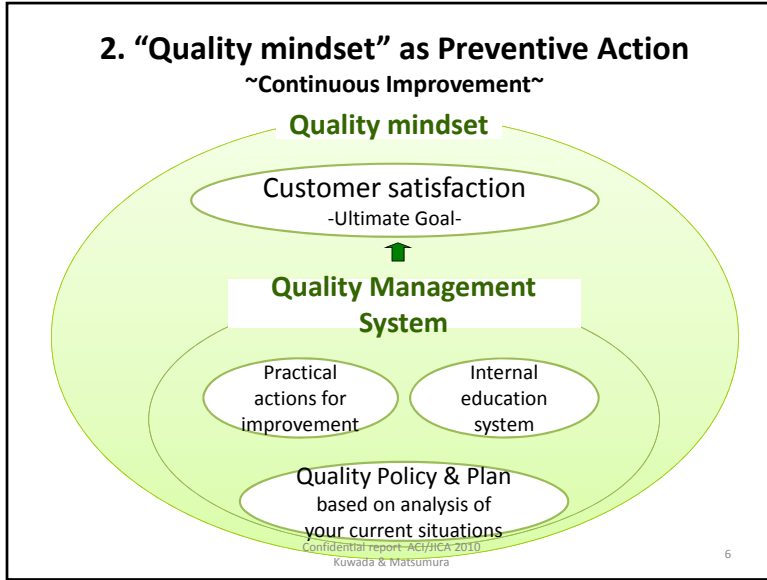 2. “Quality mindset” as Preventive Action
~Continuous Improvement~
Quality mindset
Customer satisfaction
-Ultimate Goal-
Quality Management
System
Practical
actions for
improvement
Internal
education
system
Quality Policy & Plan
based on analysis of
your current situations
Confidential report ACI/JICA 2010
Kuwada & Matsumura
6